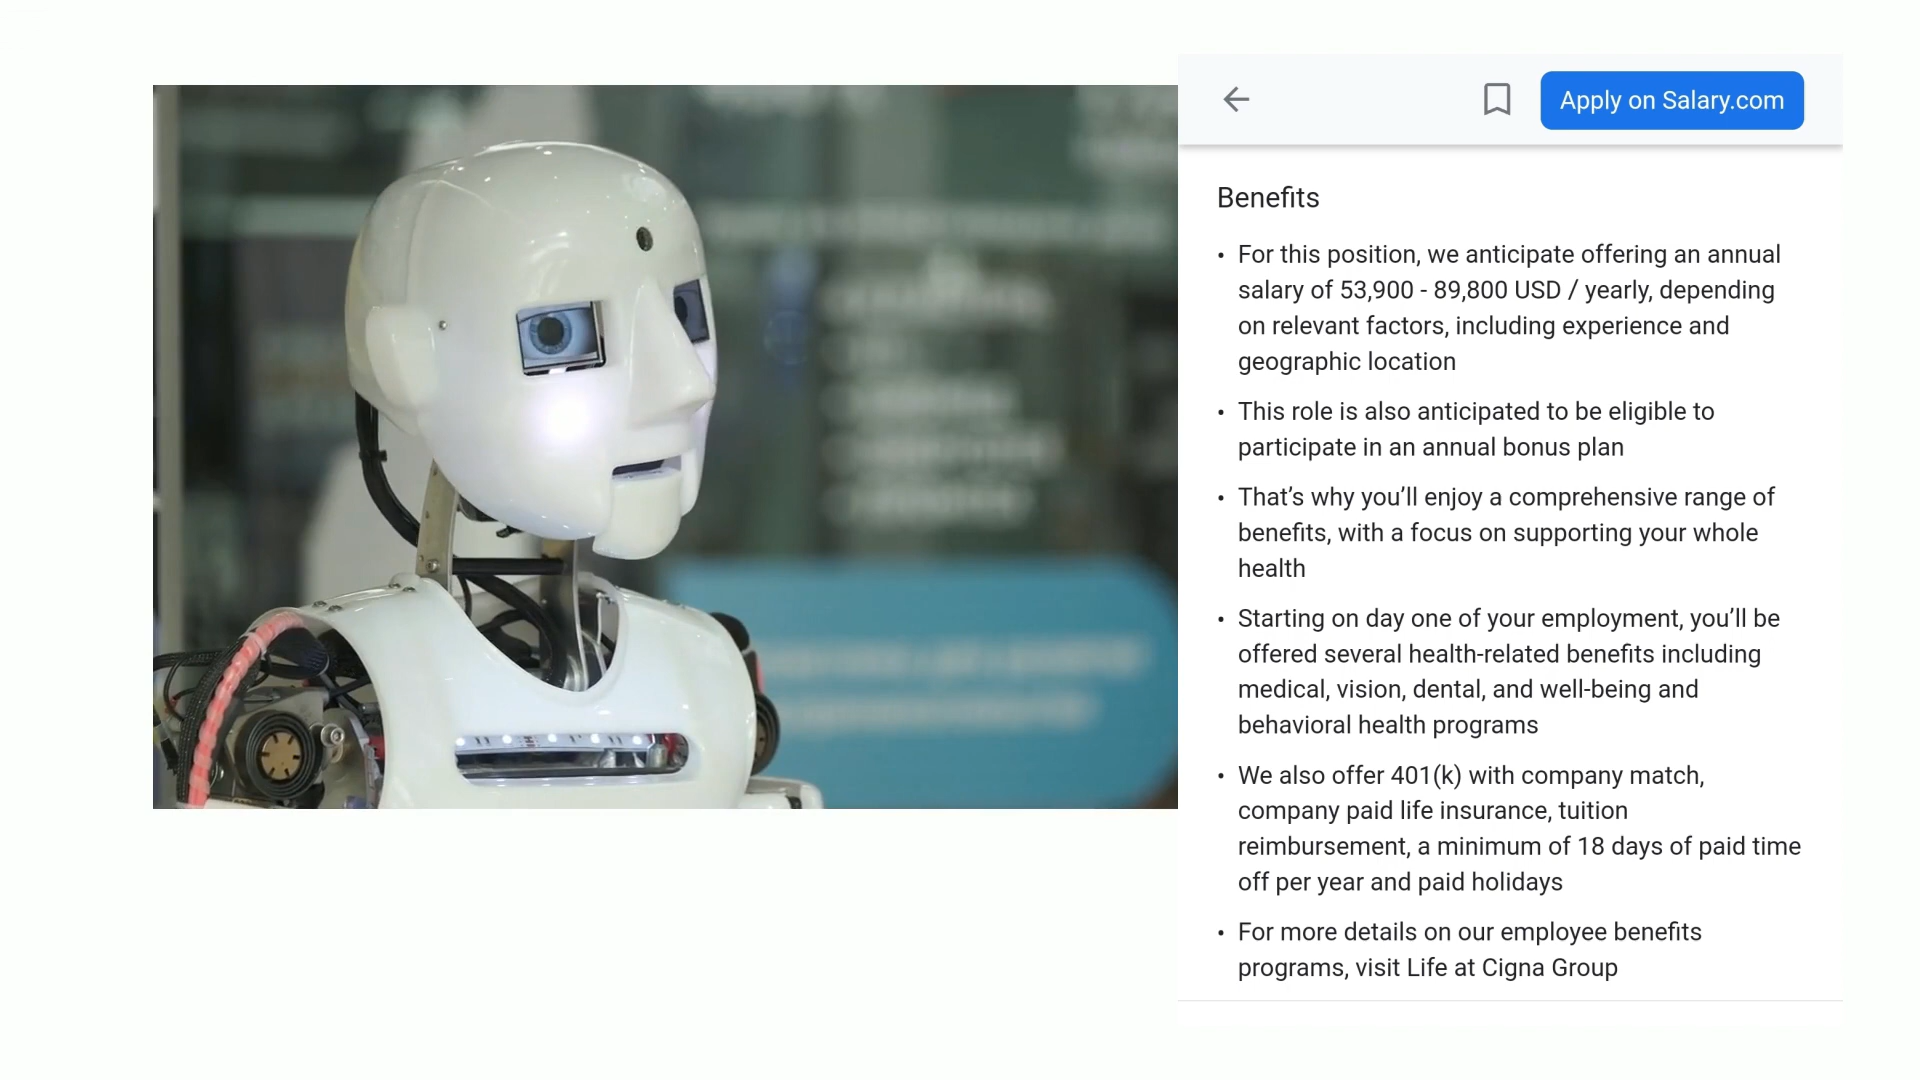 Apply on Salary.com
Benefits
• For this position, we anticipate offering an annual
salary of 53,900 - 89,800 USD / yearly, depending
on relevant factors, including experience and
geographic location
• This role is also anticipated to be eligible to
participate in an annual bonus plan
• That’s why you’ll enjoy a comprehensive range of
benefits, with a focus on supporting your whole
health
• Starting on day one of your employment, you’ll be
offered several health-related benefits including
medical, vision, dental, and well-being and
behavioral health programs
• We also offer 401(k) with company match,
company paid life insurance, tuition
reimbursement, a minimum of 18 days of paid time
off per year and paid holidays
• For more details on our employee benefits
programs, visit Life at Cigna Group